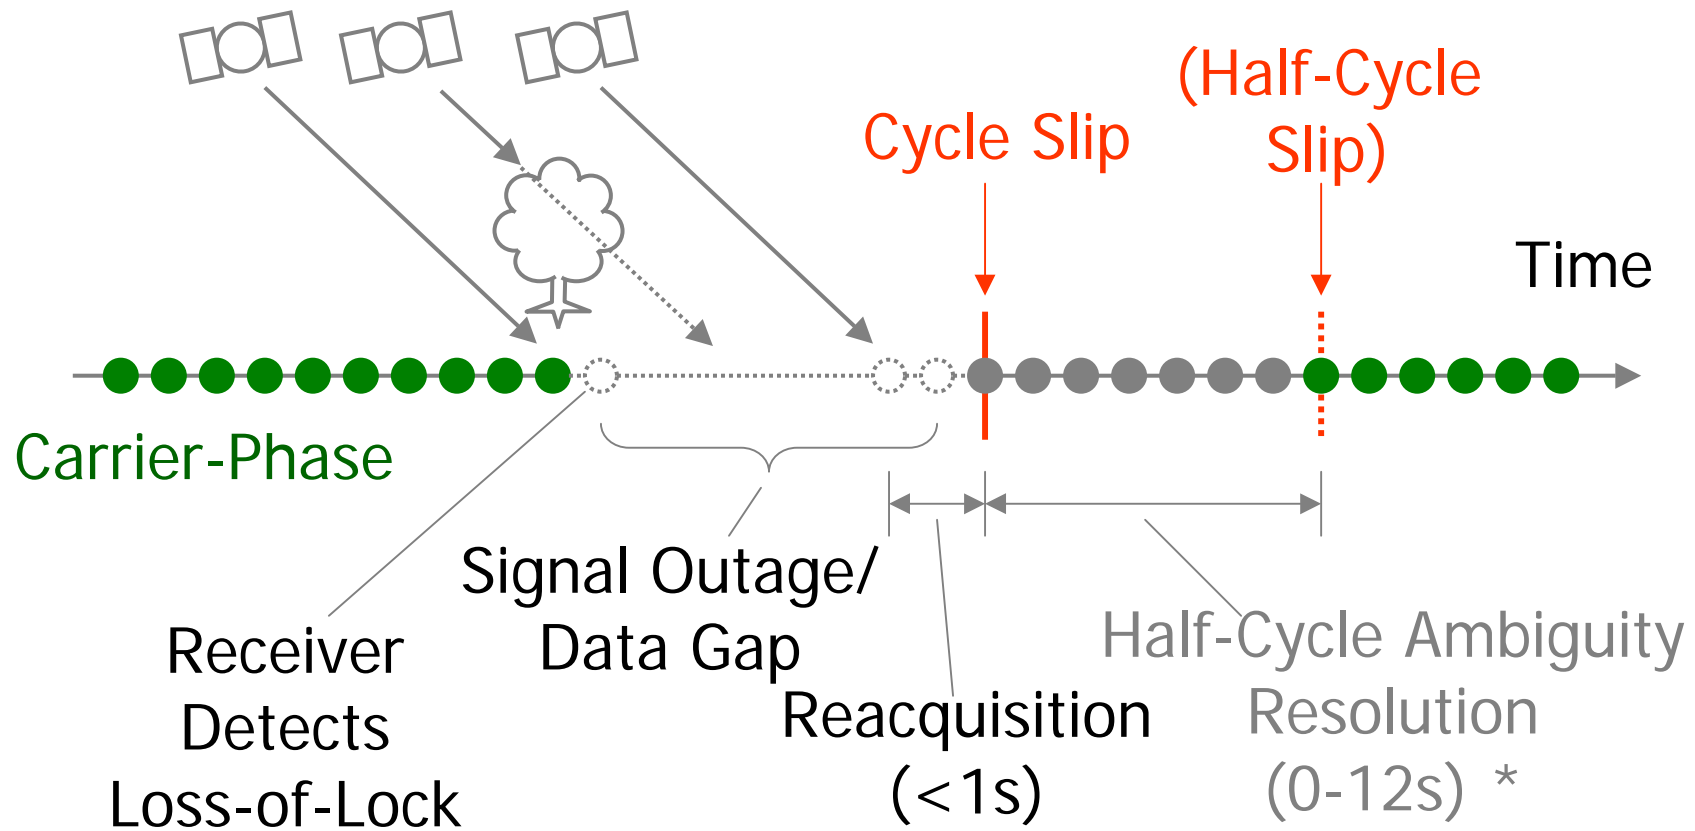 (Half-Cycle
Slip)
Cycle Slip
Time
Carrier-Phase
Signal Outage/
Data Gap
Receiver
Detects
Loss-of-Lock
Reacquisition
(<1s)
Half-Cycle Ambiguity
Resolution
(0-12s) *